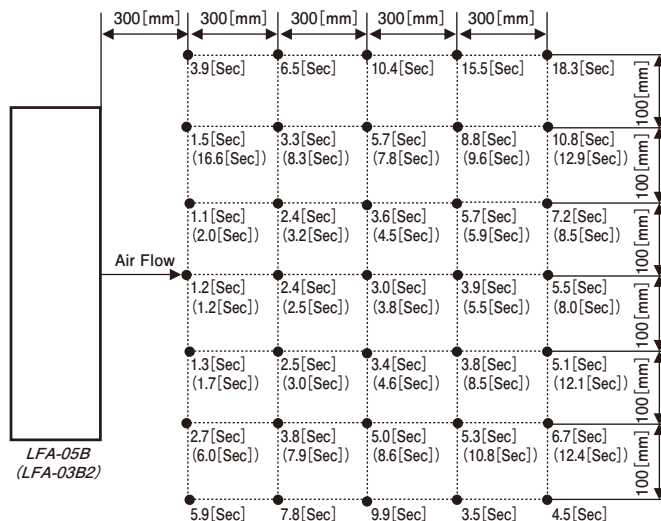 300[mm] 300[mm] 300[mm] 300[mm] 300[mm]
3.9[Sec] 6.5[Sec] 10.4[Sec] 15.5[Sec] 18.3[Sec]
100[mm]
1.5[Sec] 3.3[Sec] 5.7[Sec] 8.8[Sec] 10.8[Sec]
(16.6[Sec]) (8.3[Sec]) (7.8[Sec]) (9.6[Sec]) (12.9[Sec])
100[mm]
1.1[Sec] 2.4[Sec] 3.6[Sec] 5.7[Sec] 7.2[Sec]
(2.0[Sec]) (3.2[Sec]) (4.5[Sec]) (5.9[Sec]) (8.5[Sec])
100[mm]
Air Flow
1.2[Sec] 2.4[Sec] 3.0[Sec] 3.9[Sec] 5.5[Sec]
(1.2[Sec]) (2.5[Sec]) (3.8[Sec]) (5.5[Sec]) (8.0[Sec])
100[mm]
1.3[Sec] 2.5[Sec] 3.4[Sec] 3.8[Sec] 5.1[Sec]
(1.7[Sec]) (3.0[Sec]) (4.6[Sec]) (8.5[Sec]) (12.1[Sec])
100[mm]
2.7[Sec] 3.8[Sec] 5.0[Sec] 5.3[Sec] 6.7[Sec]
(6.0[Sec]) (7.9[Sec]) (8.6[Sec]) (10.8[Sec]) (12.4[Sec])
100[mm]
LFA-05B
(LFA-03B2)
5.9[Sec] 7.8[Sec] 9.9[Sec] 3.5[Sec] 4.5[Sec]